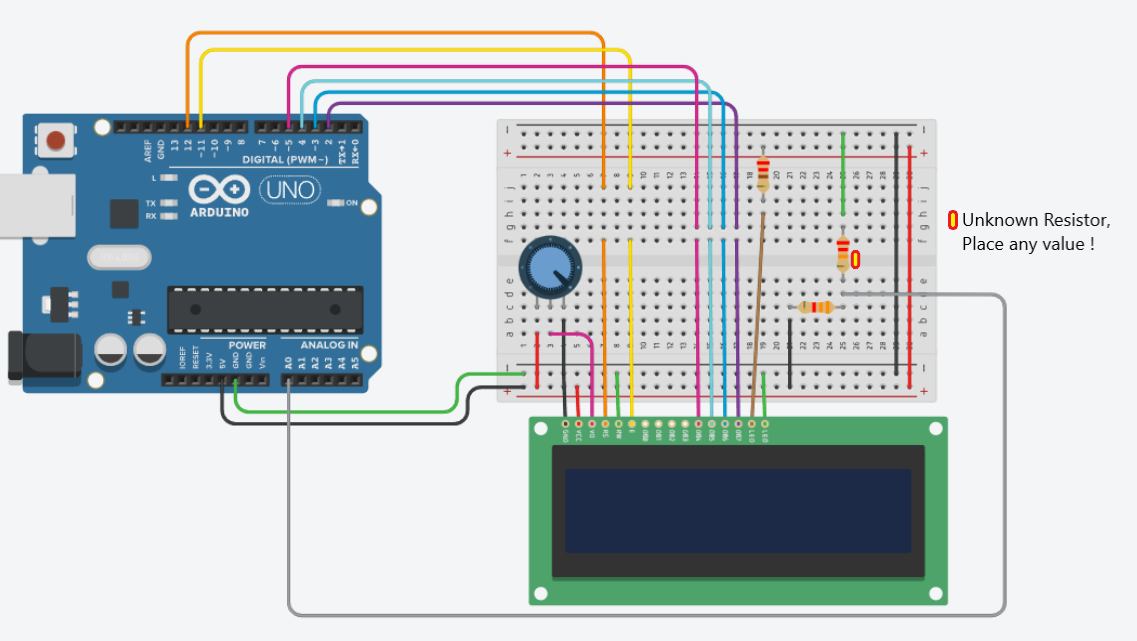 AREF GND 13 12 ~11 ~10 ~9 8 7 ~6 ~5 4 ~3 2 TX→1 RX←0
DIGITAL (PWM~)
L
TX
RX
UNO
ON
ARDUINO
POWER
ANALOG IN
IOREF RESET 3.3V 5V GND GND Vin A0 A1 A2 A3 A4 A5
Unknown Resistor,
Place any value !
GND VCC VO RS RW E DB0 DB1 DB2 DB3 DB4 DB5 DB6 DB7 LED LED